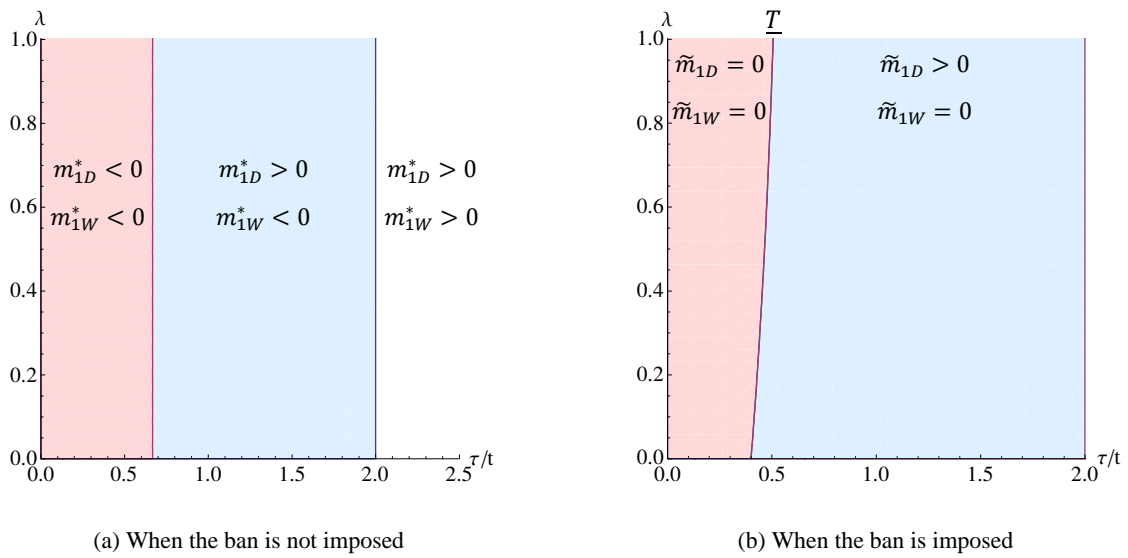 λ
1.0
0.8
0.6
0.4
0.2
0.0
m*1D < 0
m*1W < 0
m*1D > 0
m*1W < 0
m*1D > 0
m*1W > 0
0.0 0.5 1.0 1.5 2.0 2.5
τ/t
(a) When the ban is not imposed
λ
T
1.0
0.8
0.6
0.4
0.2
0.0
m̃1D = 0
m̃1W = 0
m̃1D > 0
m̃1W = 0
0.0 0.5 1.0 1.5 2.0
τ/t
(b) When the ban is imposed